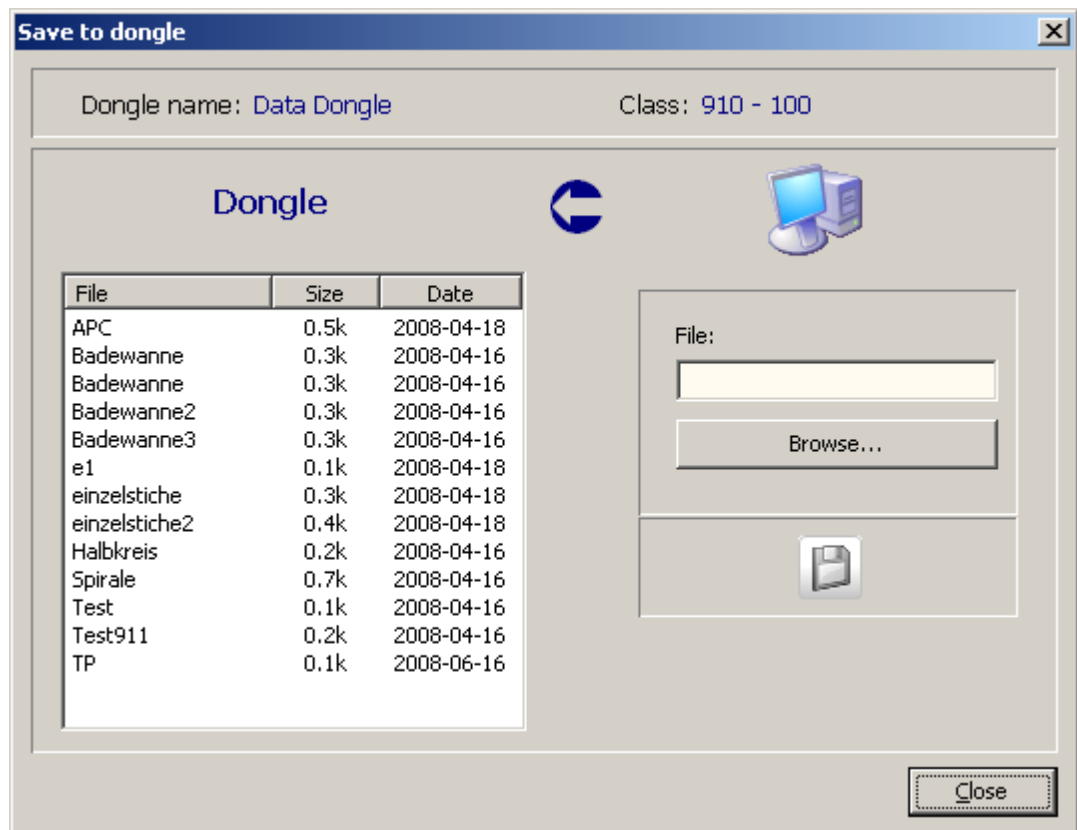 Save to dongle
Dongle name: Data Dongle Class: 910 - 100
Dongle
File Size Date
APC 0.5k 2008-04-18
Badewanne 0.3k 2008-04-16
Badewanne 0.3k 2008-04-16
Badewanne2 0.3k 2008-04-16
Badewanne3 0.3k 2008-04-16
e1 0.1k 2008-04-18
einzelstiche 0.3k 2008-04-18
einzelstiche2 0.4k 2008-04-18
Halbkreis 0.2k 2008-04-16
Spirale 0.7k 2008-04-16
Test 0.1k 2008-04-16
Test911 0.2k 2008-04-16
TP 0.1k 2008-06-16
File:
Browse...
Close